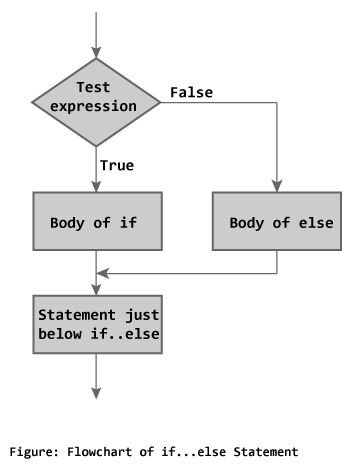 Test
expression
False
True
Body of if
Body of else
Statement just
below if..else
Figure: Flowchart of if...else Statement